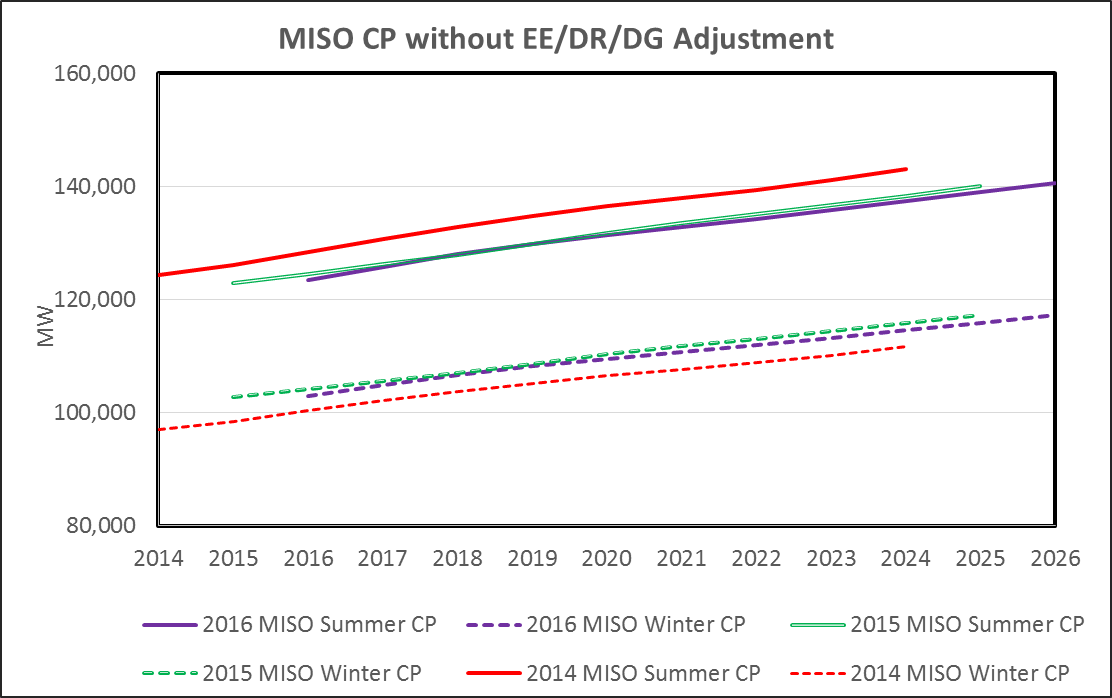 MISO CP without EE/DR/DG Adjustment
160,000
140,000
120,000
100,000
80,000
MW
2014 2015 2016 2017 2018 2019 2020 2021 2022 2023 2024 2025 2026
2016 MISO Summer CP 2016 MISO Winter CP 2015 MISO Summer CP
2015 MISO Winter CP 2014 MISO Summer CP 2014 MISO Winter CP